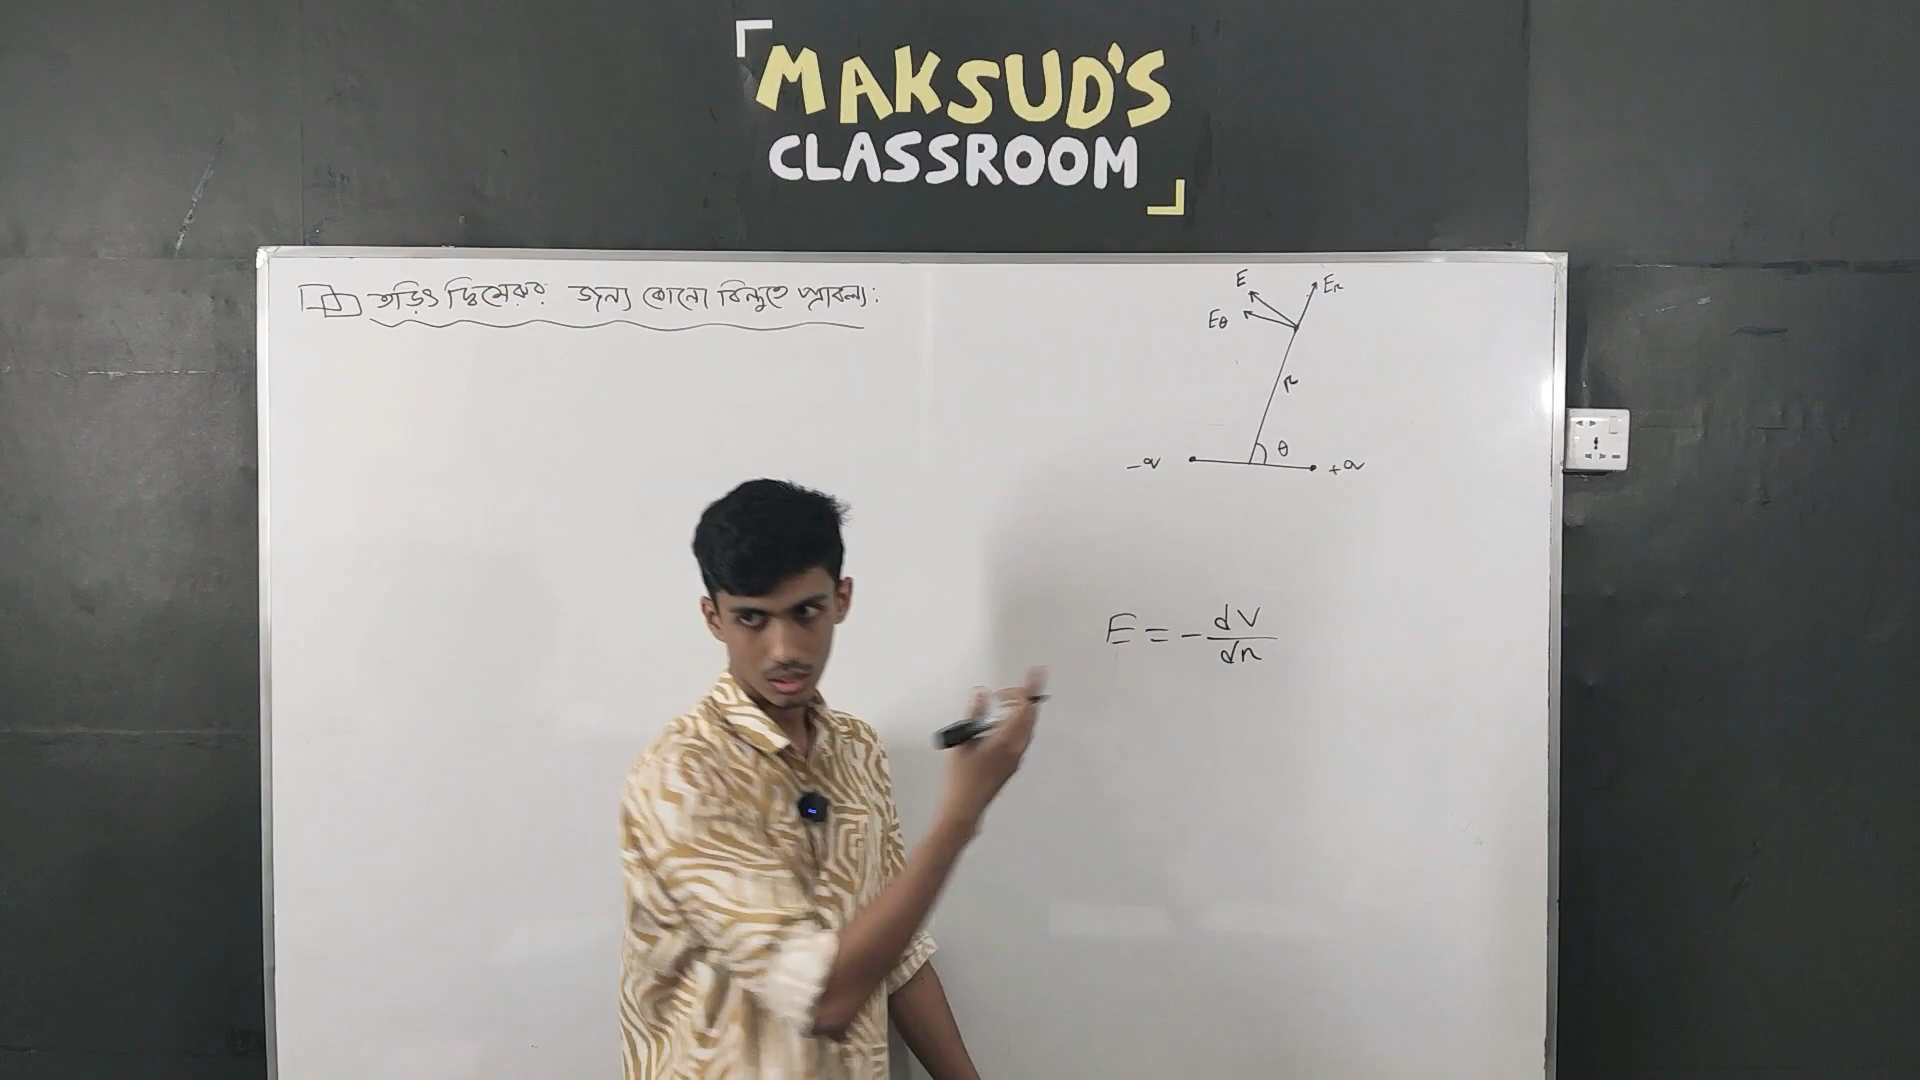 MAKSUD'S
CLASSROOM
তড়িৎ দ্বিমেরুর জন্য কোনো বিন্দুতে প্রাবল্য:
E
Er
Eθ
r
θ
-q
+q
E = - dV/dr